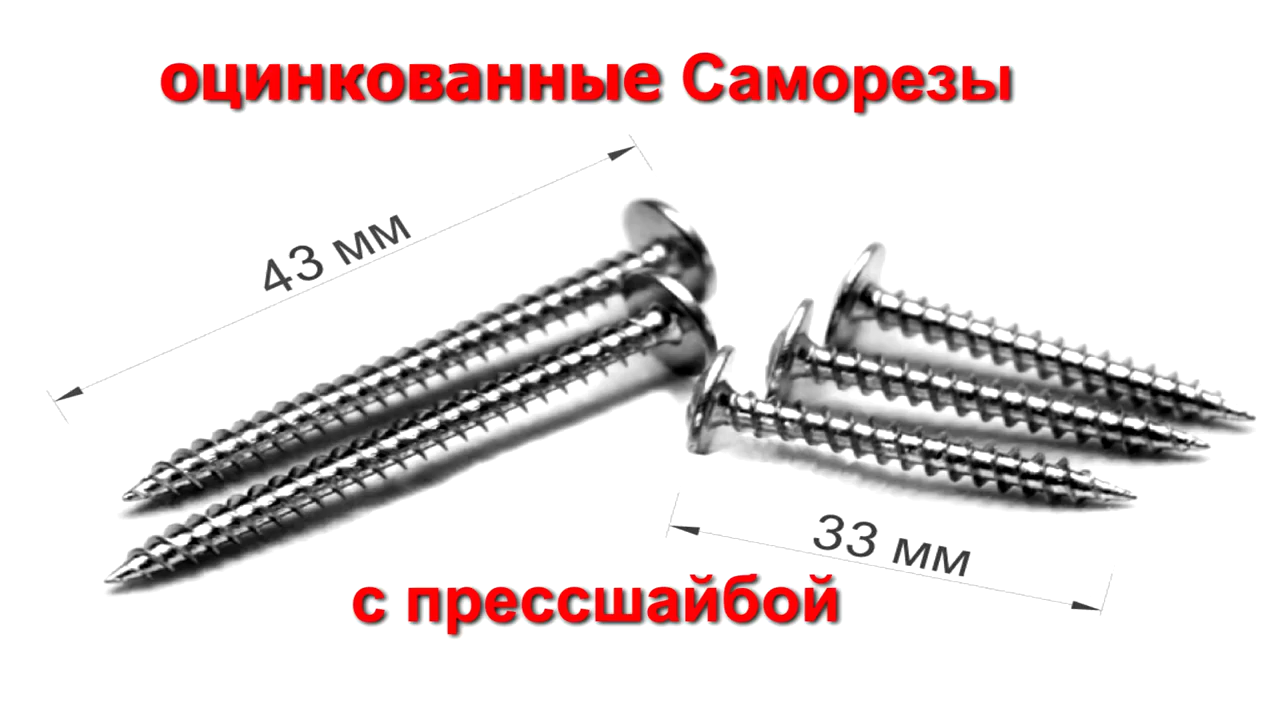 оцинкованные Саморезы
43 мм
33 мм
с прессшайбой